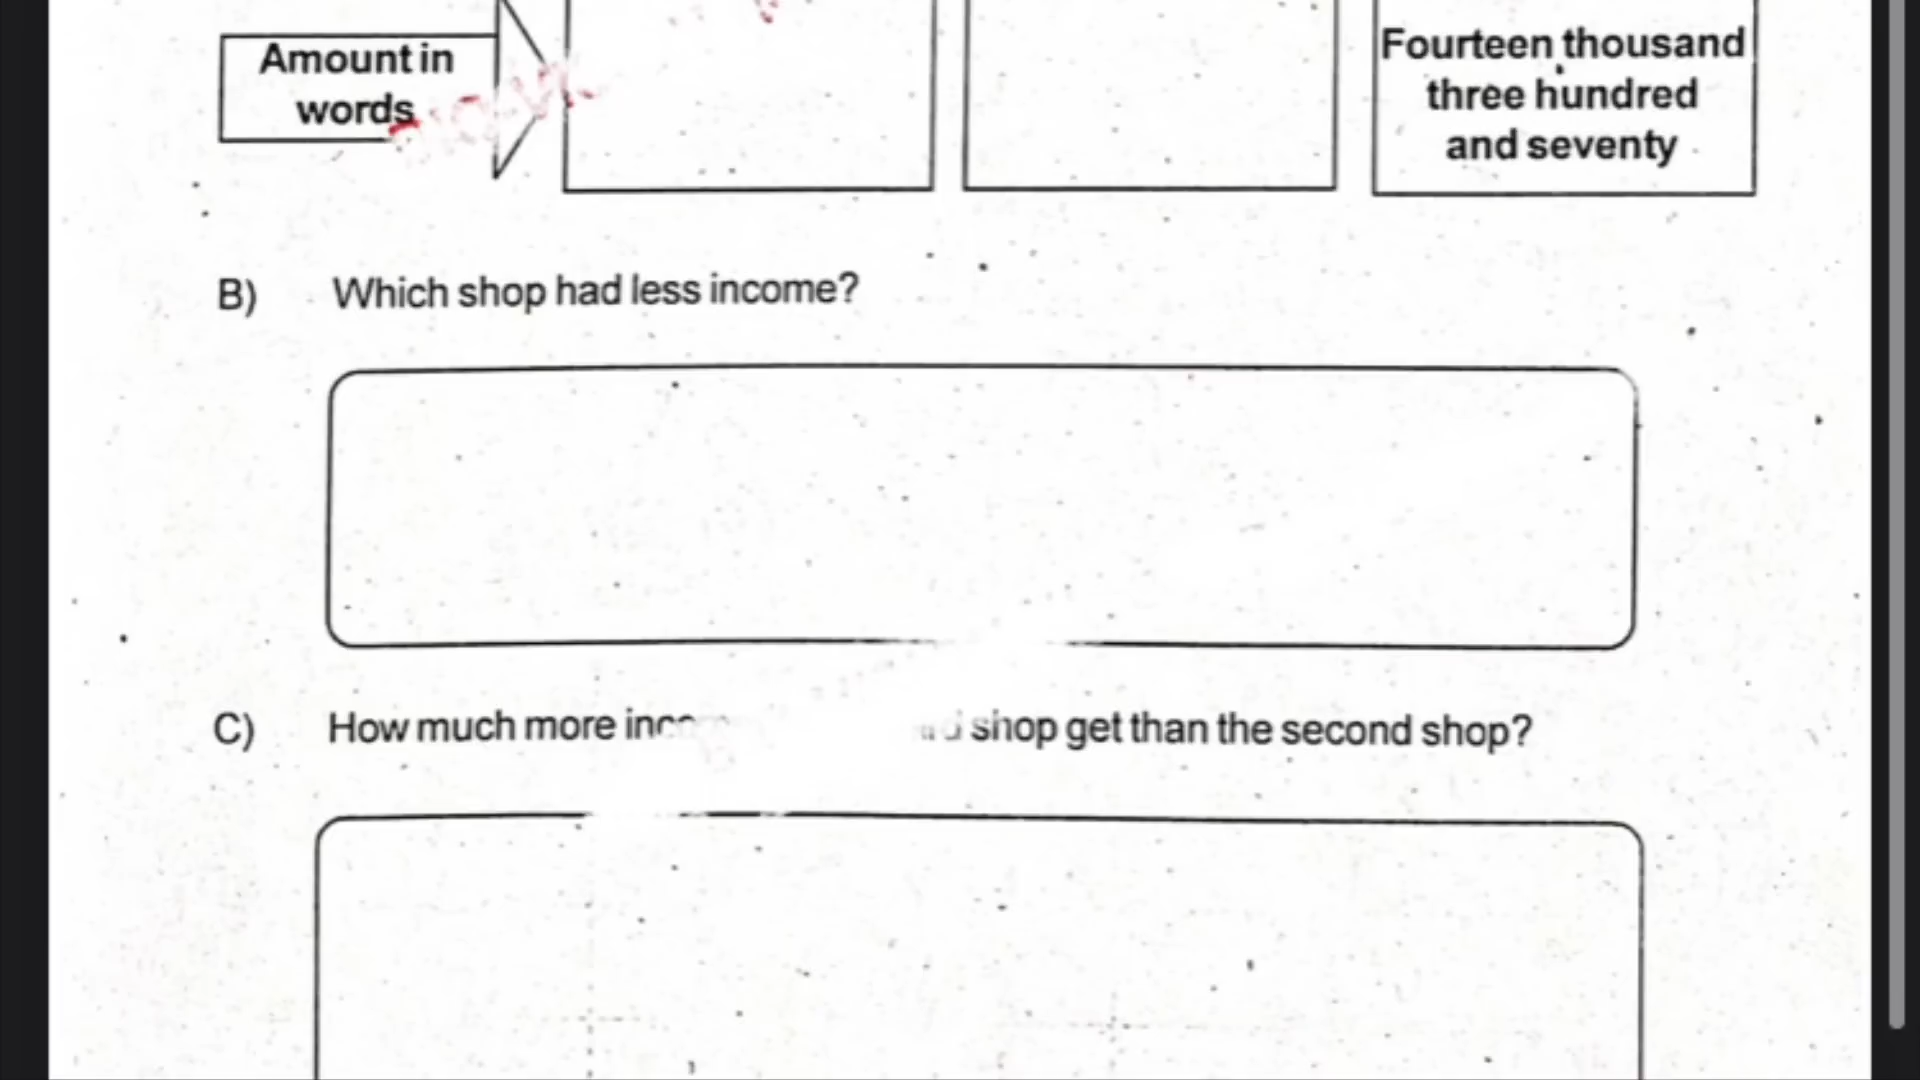 Amount in
words
Fourteen thousand
three hundred
and seventy
B) Which shop had less income?
C) How much more shop get than the second shop?